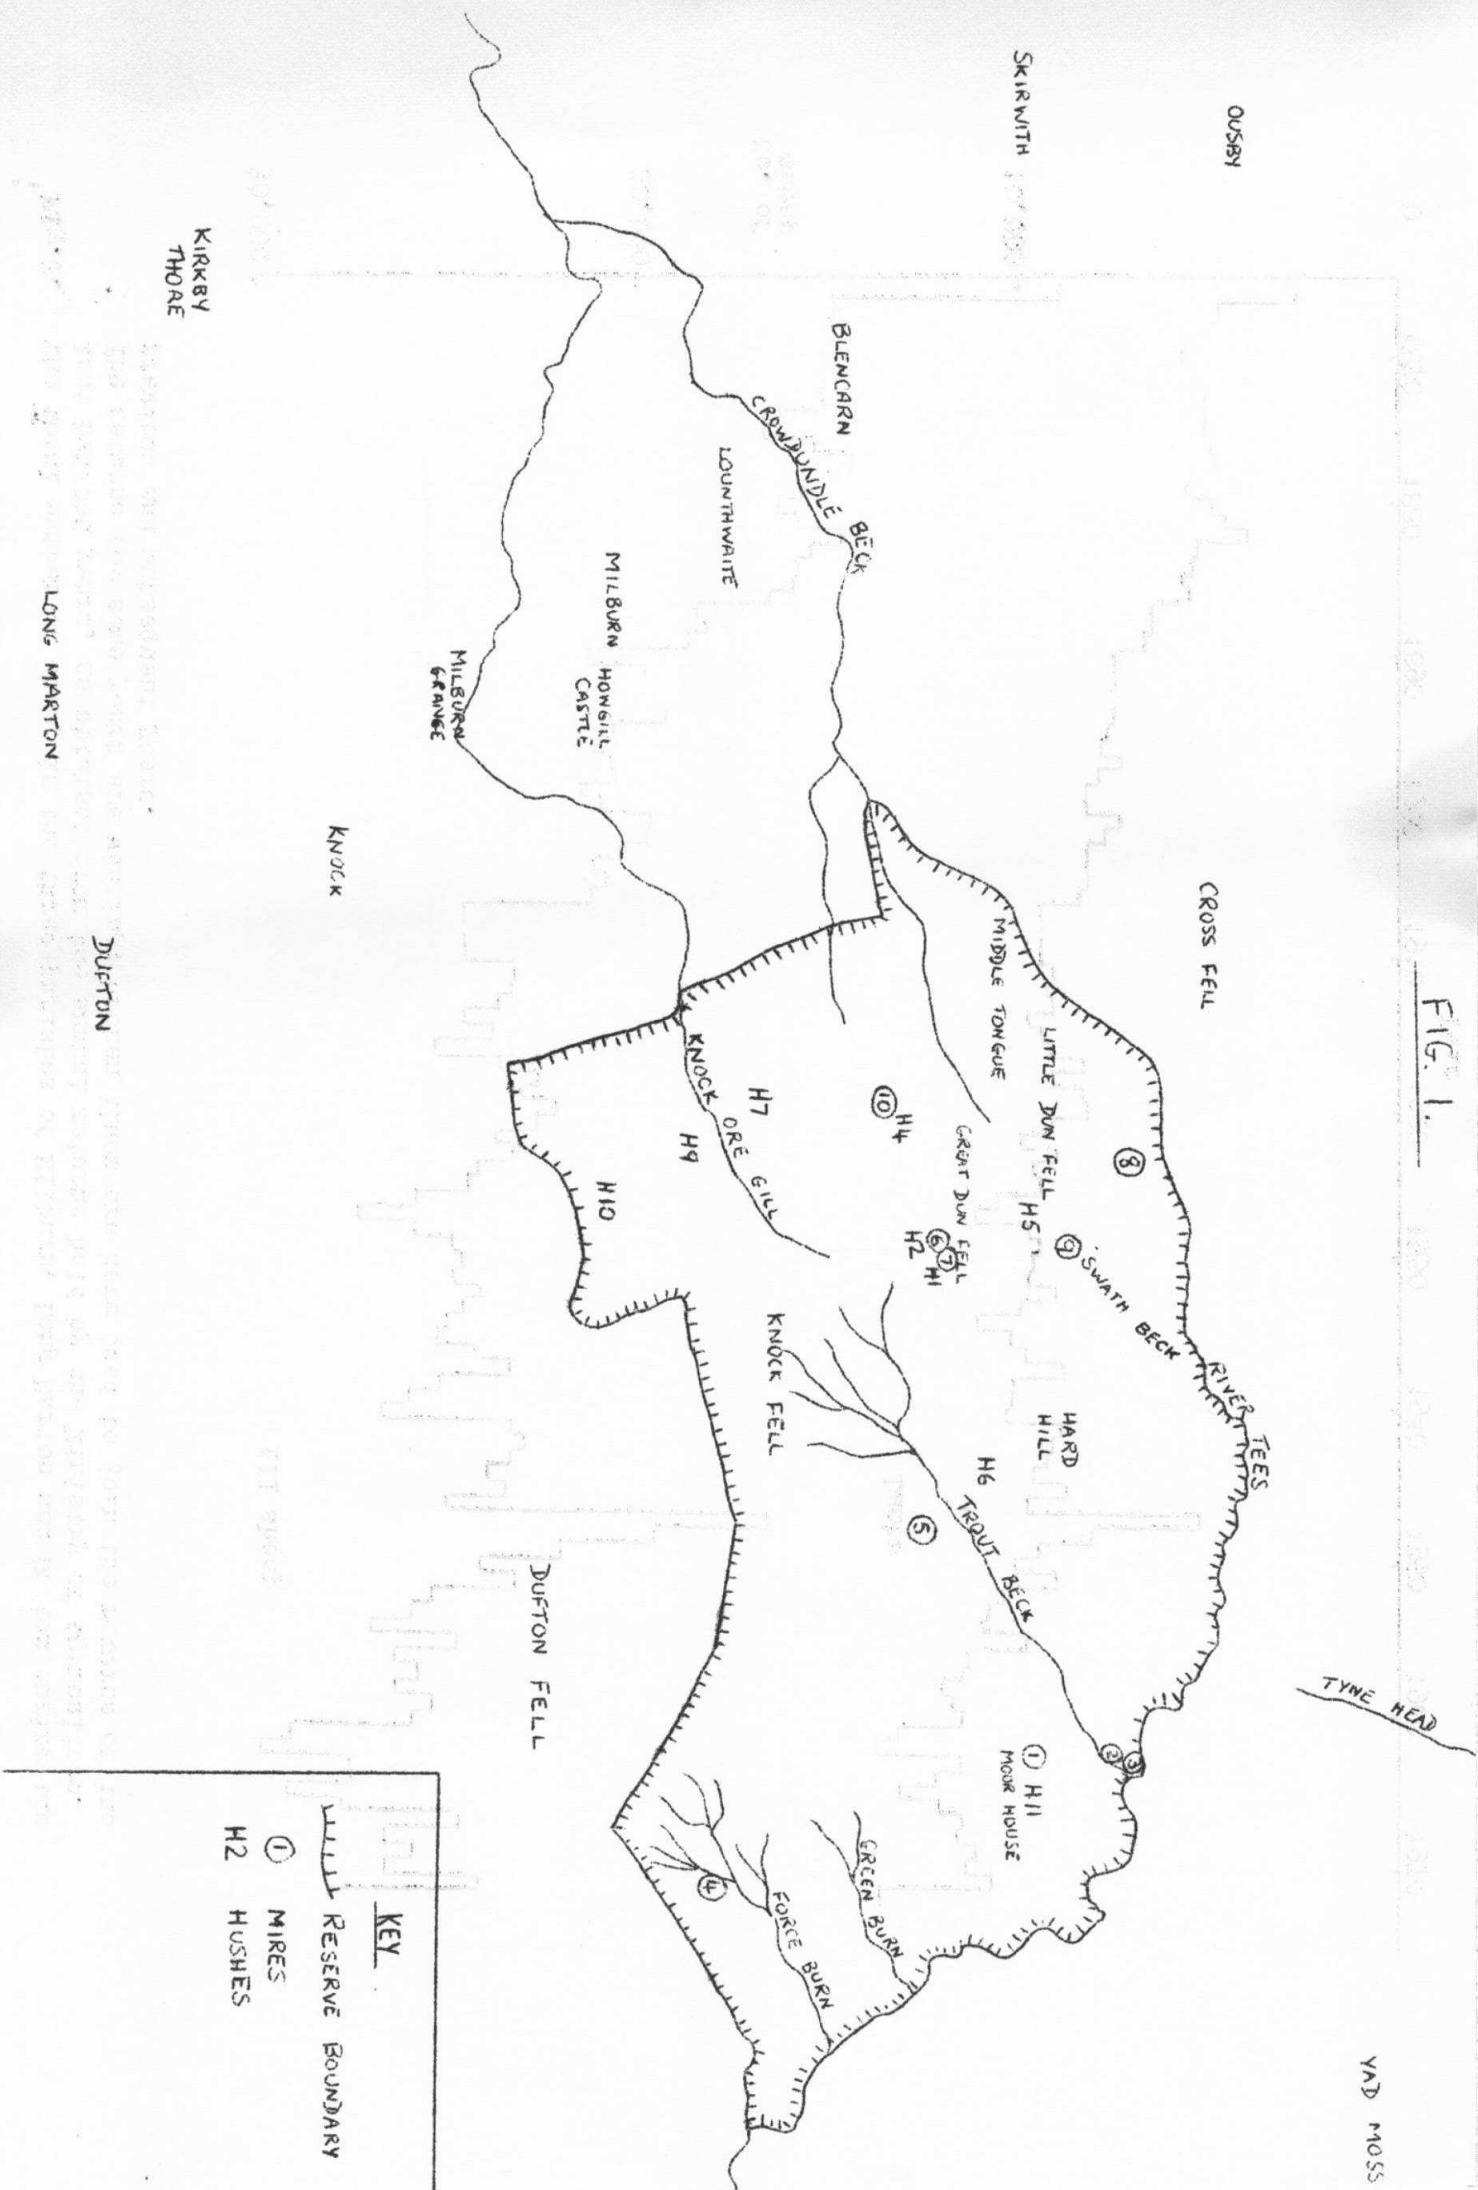 FIG. 1.
OUSBY
SKIRWITH
CROSS FELL
YAD MOSS
TYNE HEAD
BLENCARN
CROWDUNDLE BECK
LOUNTHWAITE
MILBURN
HOWGILL
CASTLE
MILBURN
GRANGE
KIRKBY
THORE
LONG MARTON
KNOCK
DUFTON
MIDDLE TONGUE
LITTLE DUN FELL
8
H5
9
SWATH BECK
RIVER TEES
GREAT DUN FELL
10 H4
6
7
H2
H1
H7
KNOCK ORE GILL
H9
H10
KNOCK FELL
HARD
HILL
H6
TROUT BECK
5
2
3
1 H11
MOOR HOUSE
GREEN BURN
FORCE BURN
4
DUFTON FELL
KEY
RESERVE BOUNDARY
1 MIRES
H2 HUSHES